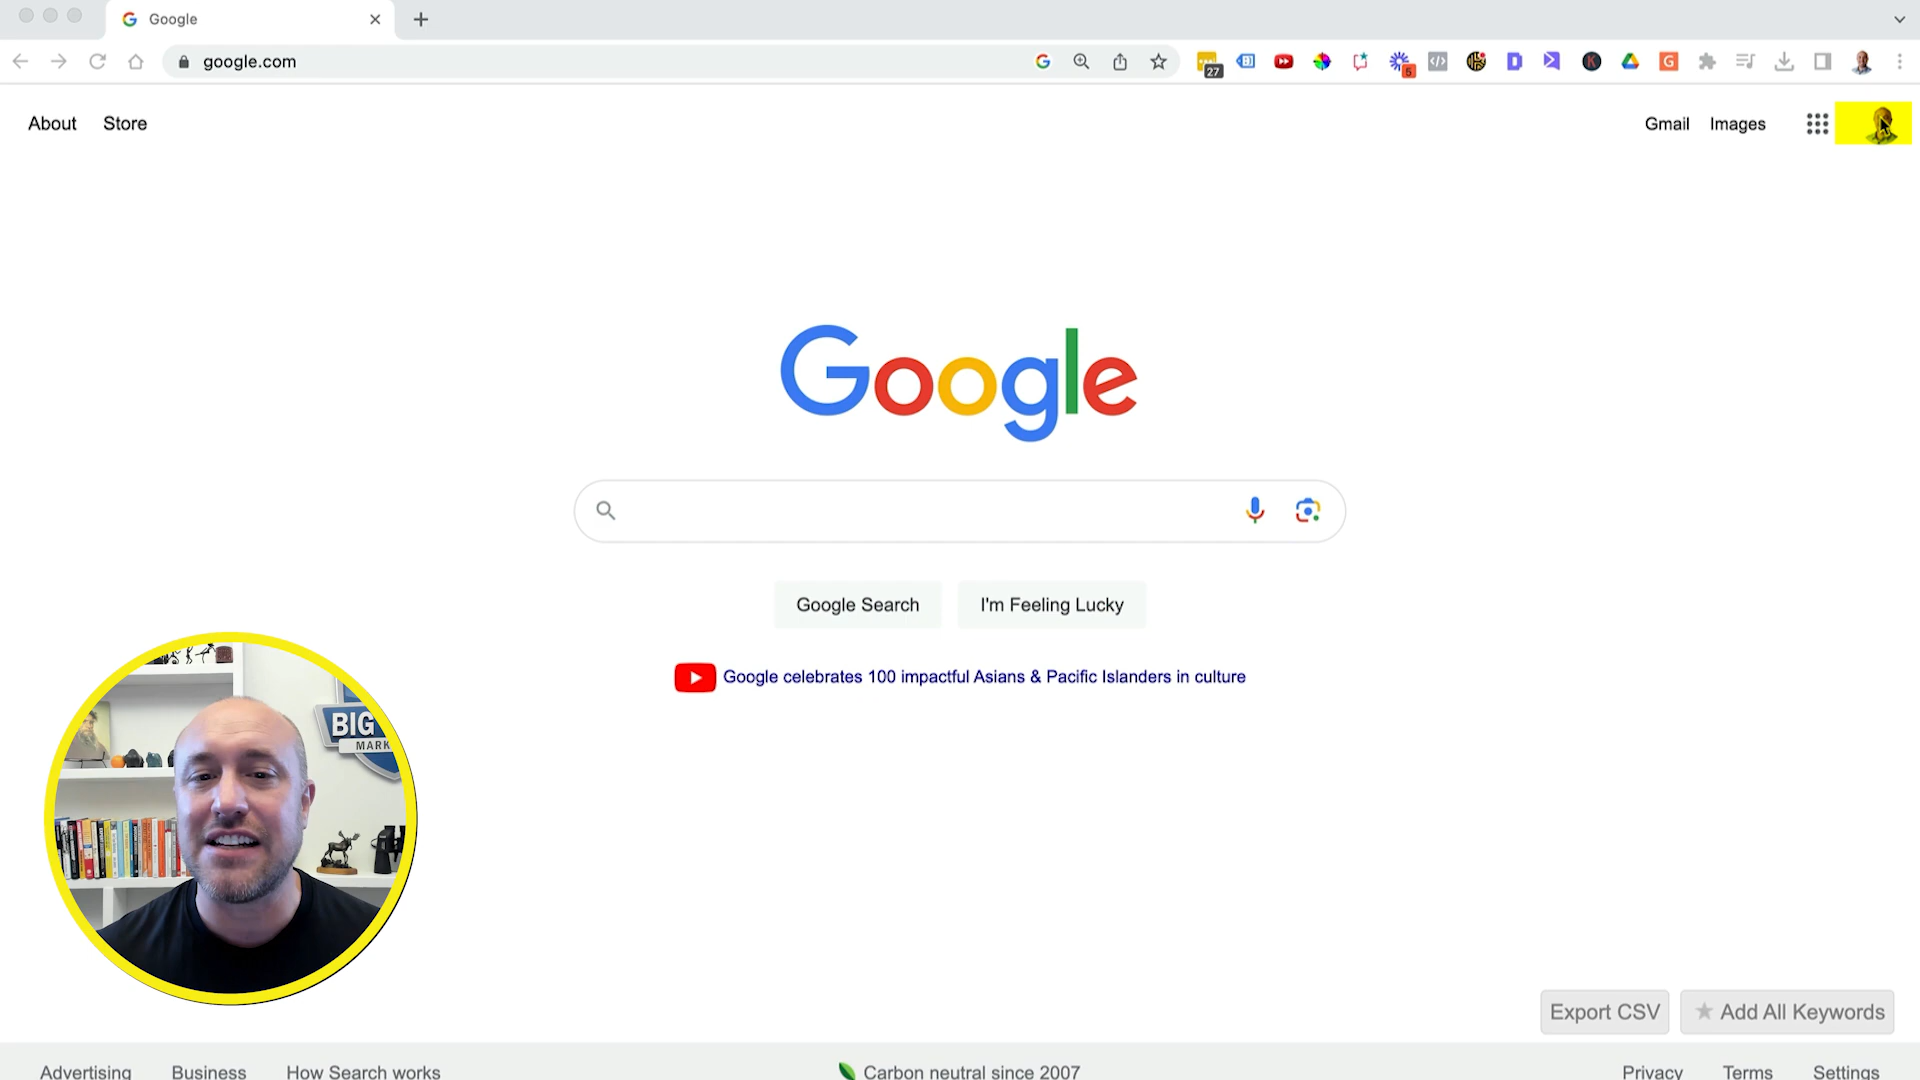 Google
google.com
27
5
About
Store
Gmail
Images
Google
Google Search
I'm Feeling Lucky
Google celebrates 100 impactful Asians & Pacific Islanders in culture
BIG
MARK
Export CSV
Add All Keywords
Advertising
Business
How Search works
Carbon neutral since 2007
Privacy
Terms
Settings